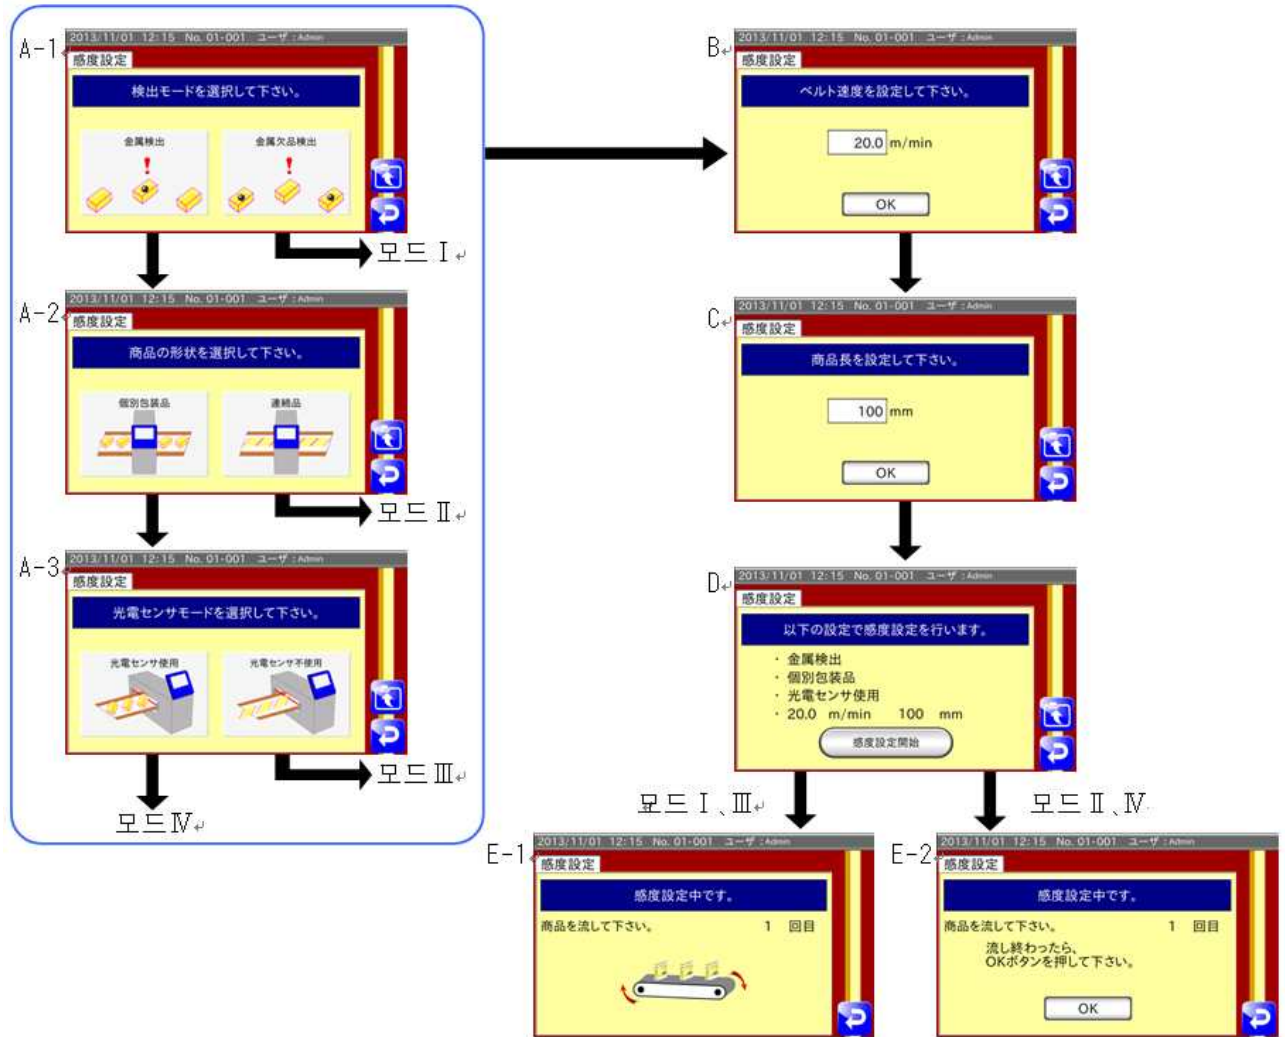 A-1
2013/11/01 12:15 No. 01-001 ユーザ : Admin
感度設定
検出モードを選択して下さい。
金属検出
金属欠品検出
모드 Ⅰ
A-2
2013/11/01 12:15 No. 01-001 ユーザ : Admin
感度設定
商品の形状を選択して下さい。
個別包装品
連続品
모드 Ⅱ
A-3
2013/11/01 12:15 No. 01-001 ユーザ : Admin
感度設定
光電センサモードを選択して下さい。
光電センサ使用
光電センサ不使用
모드 Ⅲ
모드 Ⅳ
B
2013/11/01 12:15 No. 01-001 ユーザ : Admin
感度設定
ベルト速度を設定して下さい。
20.0 m/min
OK
C
2013/11/01 12:15 No. 01-001 ユーザ : Admin
感度設定
商品長を設定して下さい。
100 mm
OK
D
2013/11/01 12:15 No. 01-001 ユーザ : Admin
感度設定
以下の設定で感度設定を行います。
・ 金属検出
・ 個別包装品
・ 光電センサ使用
・ 20.0 m/min 100 mm
感度設定開始
모드 Ⅰ、Ⅲ
모드 Ⅱ、Ⅳ
E-1
2013/11/01 12:15 No. 01-001 ユーザ : Admin
感度設定
感度設定中です。
商品を流して下さい。 1 回目
E-2
2013/11/01 12:15 No. 01-001 ユーザ : Admin
感度設定
感度設定中です。
商品を流して下さい。 1 回目
流し終わったら、
OKボタンを押して下さい。
OK